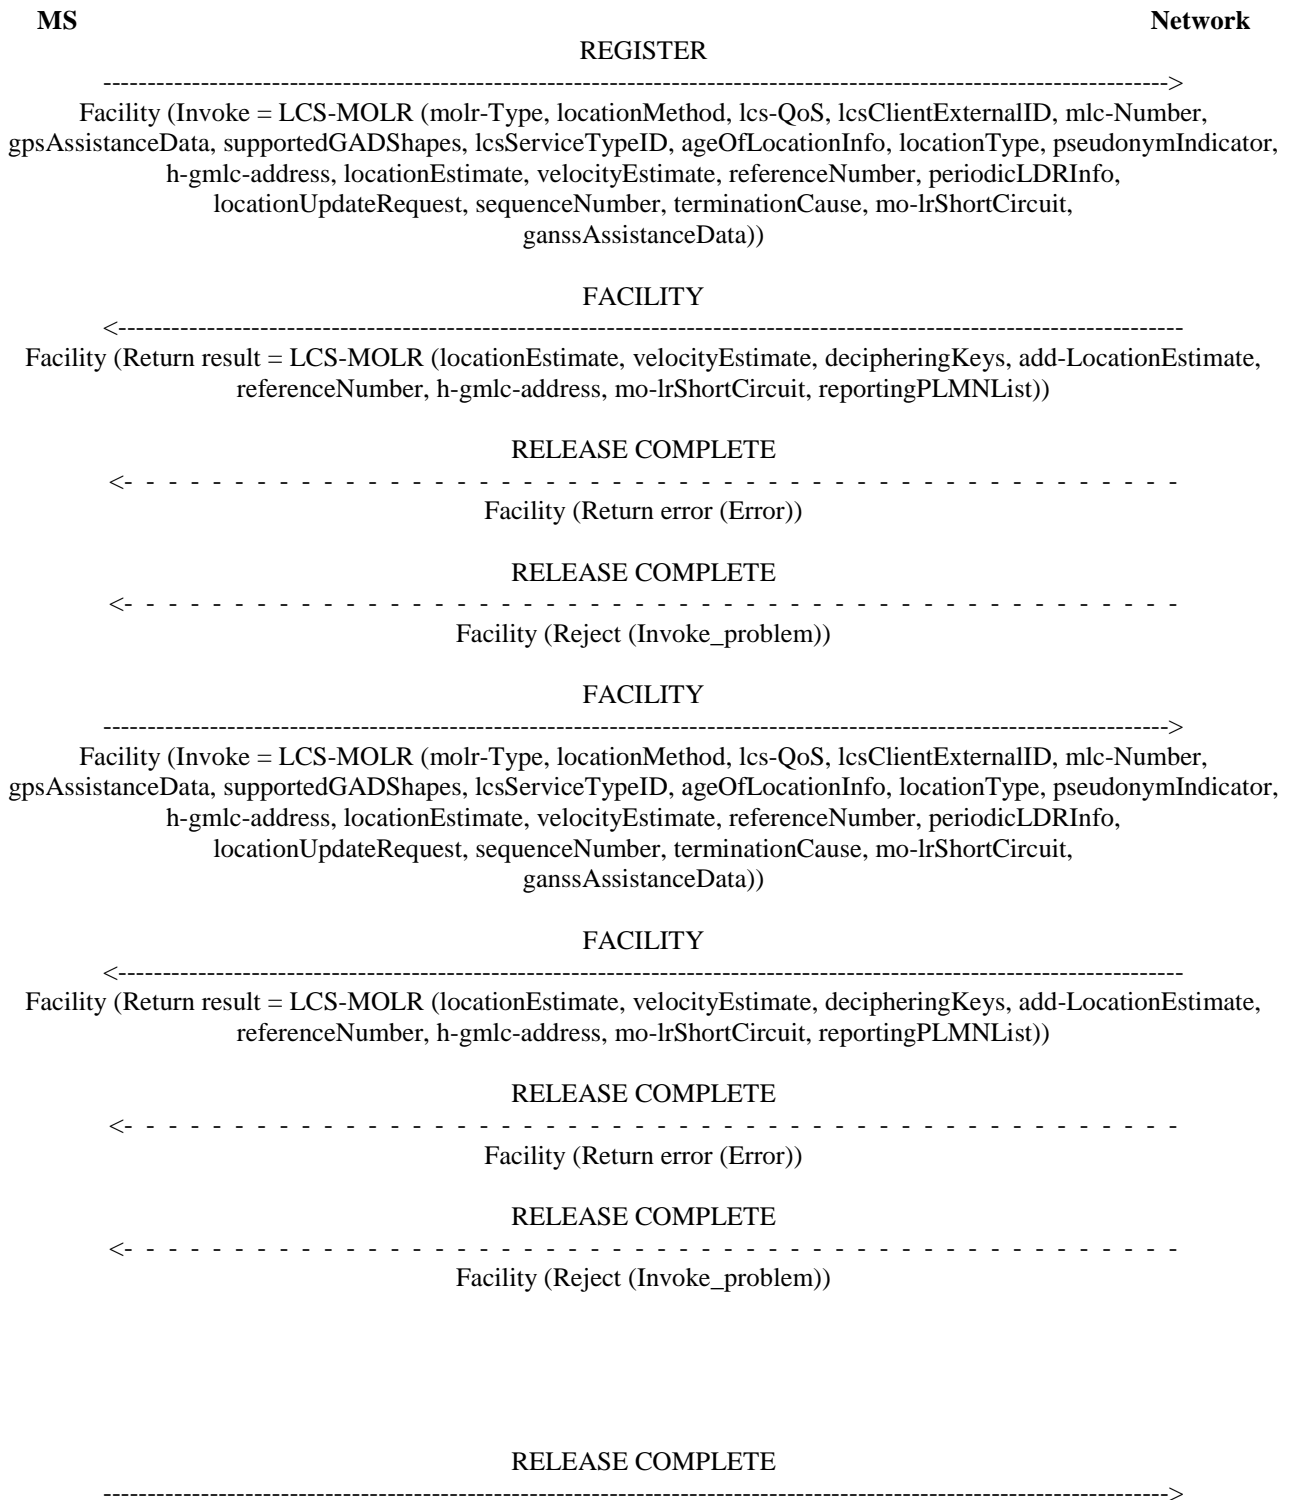 MS Network
REGISTER
------------------------------------------------------------------------------------------------------------------------->
Facility (Invoke = LCS-MOLR (molr-Type, locationMethod, lcs-QoS, lcsClientExternalID, mlc-Number,
gpsAssistanceData, supportedGADShapes, lcsServiceTypeID, ageOfLocationInfo, locationType, pseudonymIndicator,
h-gmlc-address, locationEstimate, velocityEstimate, referenceNumber, periodicLDRInfo,
locationUpdateRequest, sequenceNumber, terminationCause, mo-lrShortCircuit,
ganssAssistanceData))
FACILITY
<-------------------------------------------------------------------------------------------------------------------------
Facility (Return result = LCS-MOLR (locationEstimate, velocityEstimate, decipheringKeys, add-LocationEstimate,
referenceNumber, h-gmlc-address, mo-lrShortCircuit, reportingPLMNList))
RELEASE COMPLETE
<- - - - - - - - - - - - - - - - - - - - - - - - - - - - - - - - - - - - - - - - - - - - - - - -
Facility (Return error (Error))
RELEASE COMPLETE
<- - - - - - - - - - - - - - - - - - - - - - - - - - - - - - - - - - - - - - - - - - - - - - - -
Facility (Reject (Invoke_problem))
FACILITY
------------------------------------------------------------------------------------------------------------------------->
Facility (Invoke = LCS-MOLR (molr-Type, locationMethod, lcs-QoS, lcsClientExternalID, mlc-Number,
gpsAssistanceData, supportedGADShapes, lcsServiceTypeID, ageOfLocationInfo, locationType, pseudonymIndicator,
h-gmlc-address, locationEstimate, velocityEstimate, referenceNumber, periodicLDRInfo,
locationUpdateRequest, sequenceNumber, terminationCause, mo-lrShortCircuit,
ganssAssistanceData))
FACILITY
<-------------------------------------------------------------------------------------------------------------------------
Facility (Return result = LCS-MOLR (locationEstimate, velocityEstimate, decipheringKeys, add-LocationEstimate,
referenceNumber, h-gmlc-address, mo-lrShortCircuit, reportingPLMNList))
RELEASE COMPLETE
<- - - - - - - - - - - - - - - - - - - - - - - - - - - - - - - - - - - - - - - - - - - - - - - -
Facility (Return error (Error))
RELEASE COMPLETE
<- - - - - - - - - - - - - - - - - - - - - - - - - - - - - - - - - - - - - - - - - - - - - - - -
Facility (Reject (Invoke_problem))
RELEASE COMPLETE
------------------------------------------------------------------------------------------------------------------------->